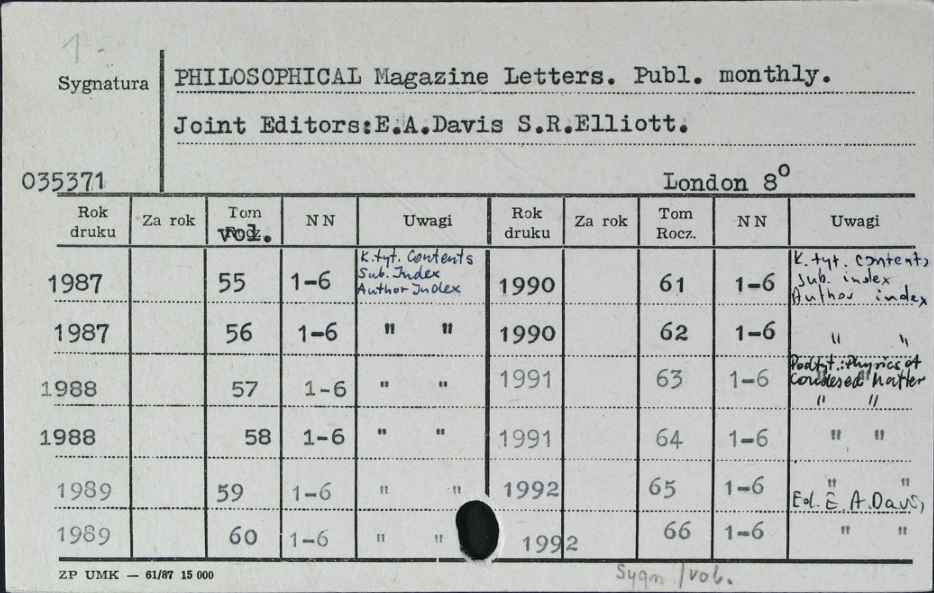 1-
Sygnatura
PHILOSOPHICAL Magazine Letters. Publ. monthly.
Joint Editors:E.A.Davis S.R.Elliott.
035371
London 8⁰
Rok druku Za rok Tom vol. N N Uwagi Rok druku Za rok Tom Rocz. N N Uwagi
1987 55 1-6 K.tyt. Contents Sub. Index Author Index 1990 61 1-6 K.tyt. Contents Sub. index Author index
1987 56 1-6 " " 1990 62 1-6 " "
1988 57 1-6 " " 1991 63 1-6 Podtyt.: Physics of Condesed Matter " "
1988 58 1-6 " " 1991 64 1-6 " "
1989 59 1-6 " " 1992 65 1-6 " " Ed. E. A. Davis,
1989 60 1-6 " " 1992 66 1-6 " "
ZP UMK — 61/87 15 000
Sygn /vol.